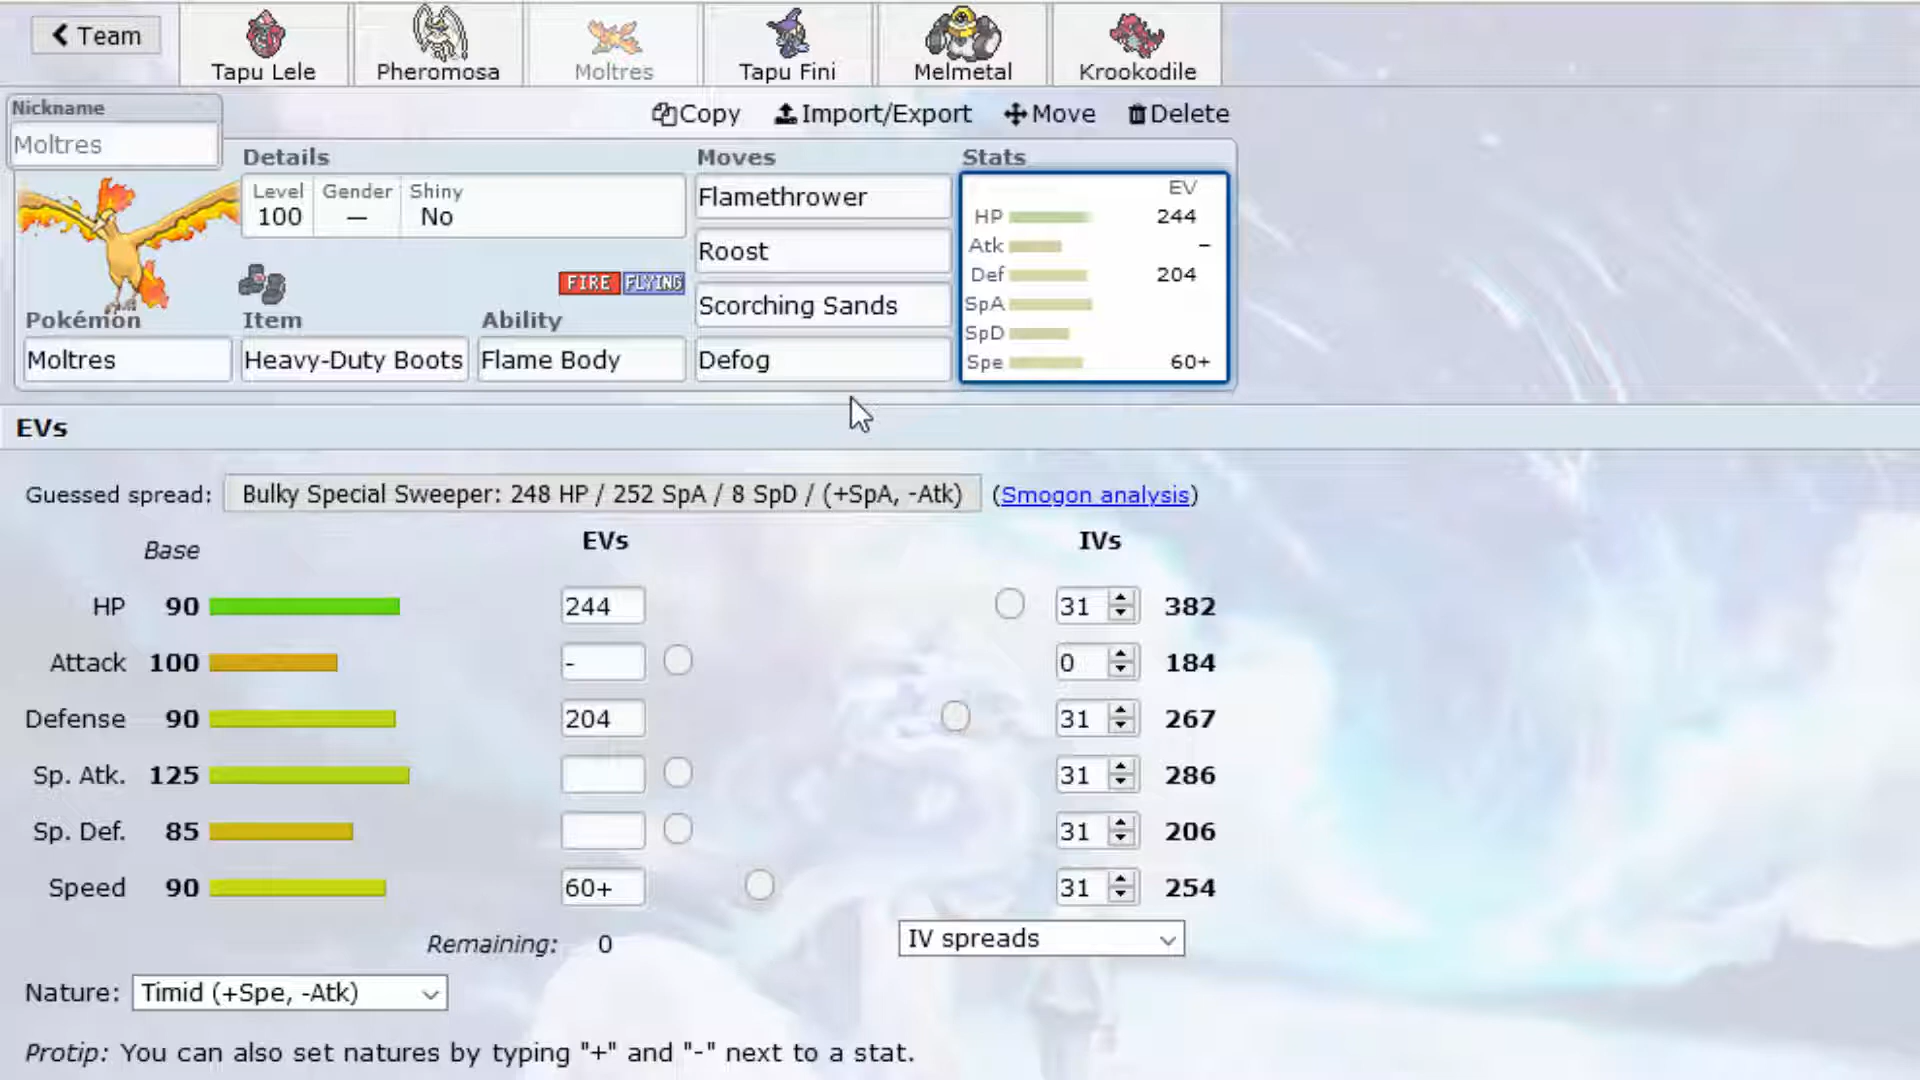 Team
Tapu Lele
Pheromosa
Moltres
Tapu Fini
Melmetal
Krookodile
Nickname
Moltres
Copy Import/Export Move Delete
Details
Moves
Stats
Level
100
Gender
—
Shiny
No
Flamethrower
Roost
Scorching Sands
Defog
FIRE FLYING
Pokémon
Moltres
Item
Heavy-Duty Boots
Ability
Flame Body
EV
HP 244
Atk –
Def 204
SpA
SpD
Spe 60+
EVs
Guessed spread: Bulky Special Sweeper: 248 HP / 252 SpA / 8 SpD / (+SpA, -Atk) (Smogon analysis)
Base EVs IVs
HP 90 244 31 382
Attack 100 - 0 184
Defense 90 204 31 267
Sp. Atk. 125 31 286
Sp. Def. 85 31 206
Speed 90 60+ 31 254
Remaining: 0 IV spreads
Nature: Timid (+Spe, -Atk)
Protip: You can also set natures by typing "+" and "-" next to a stat.